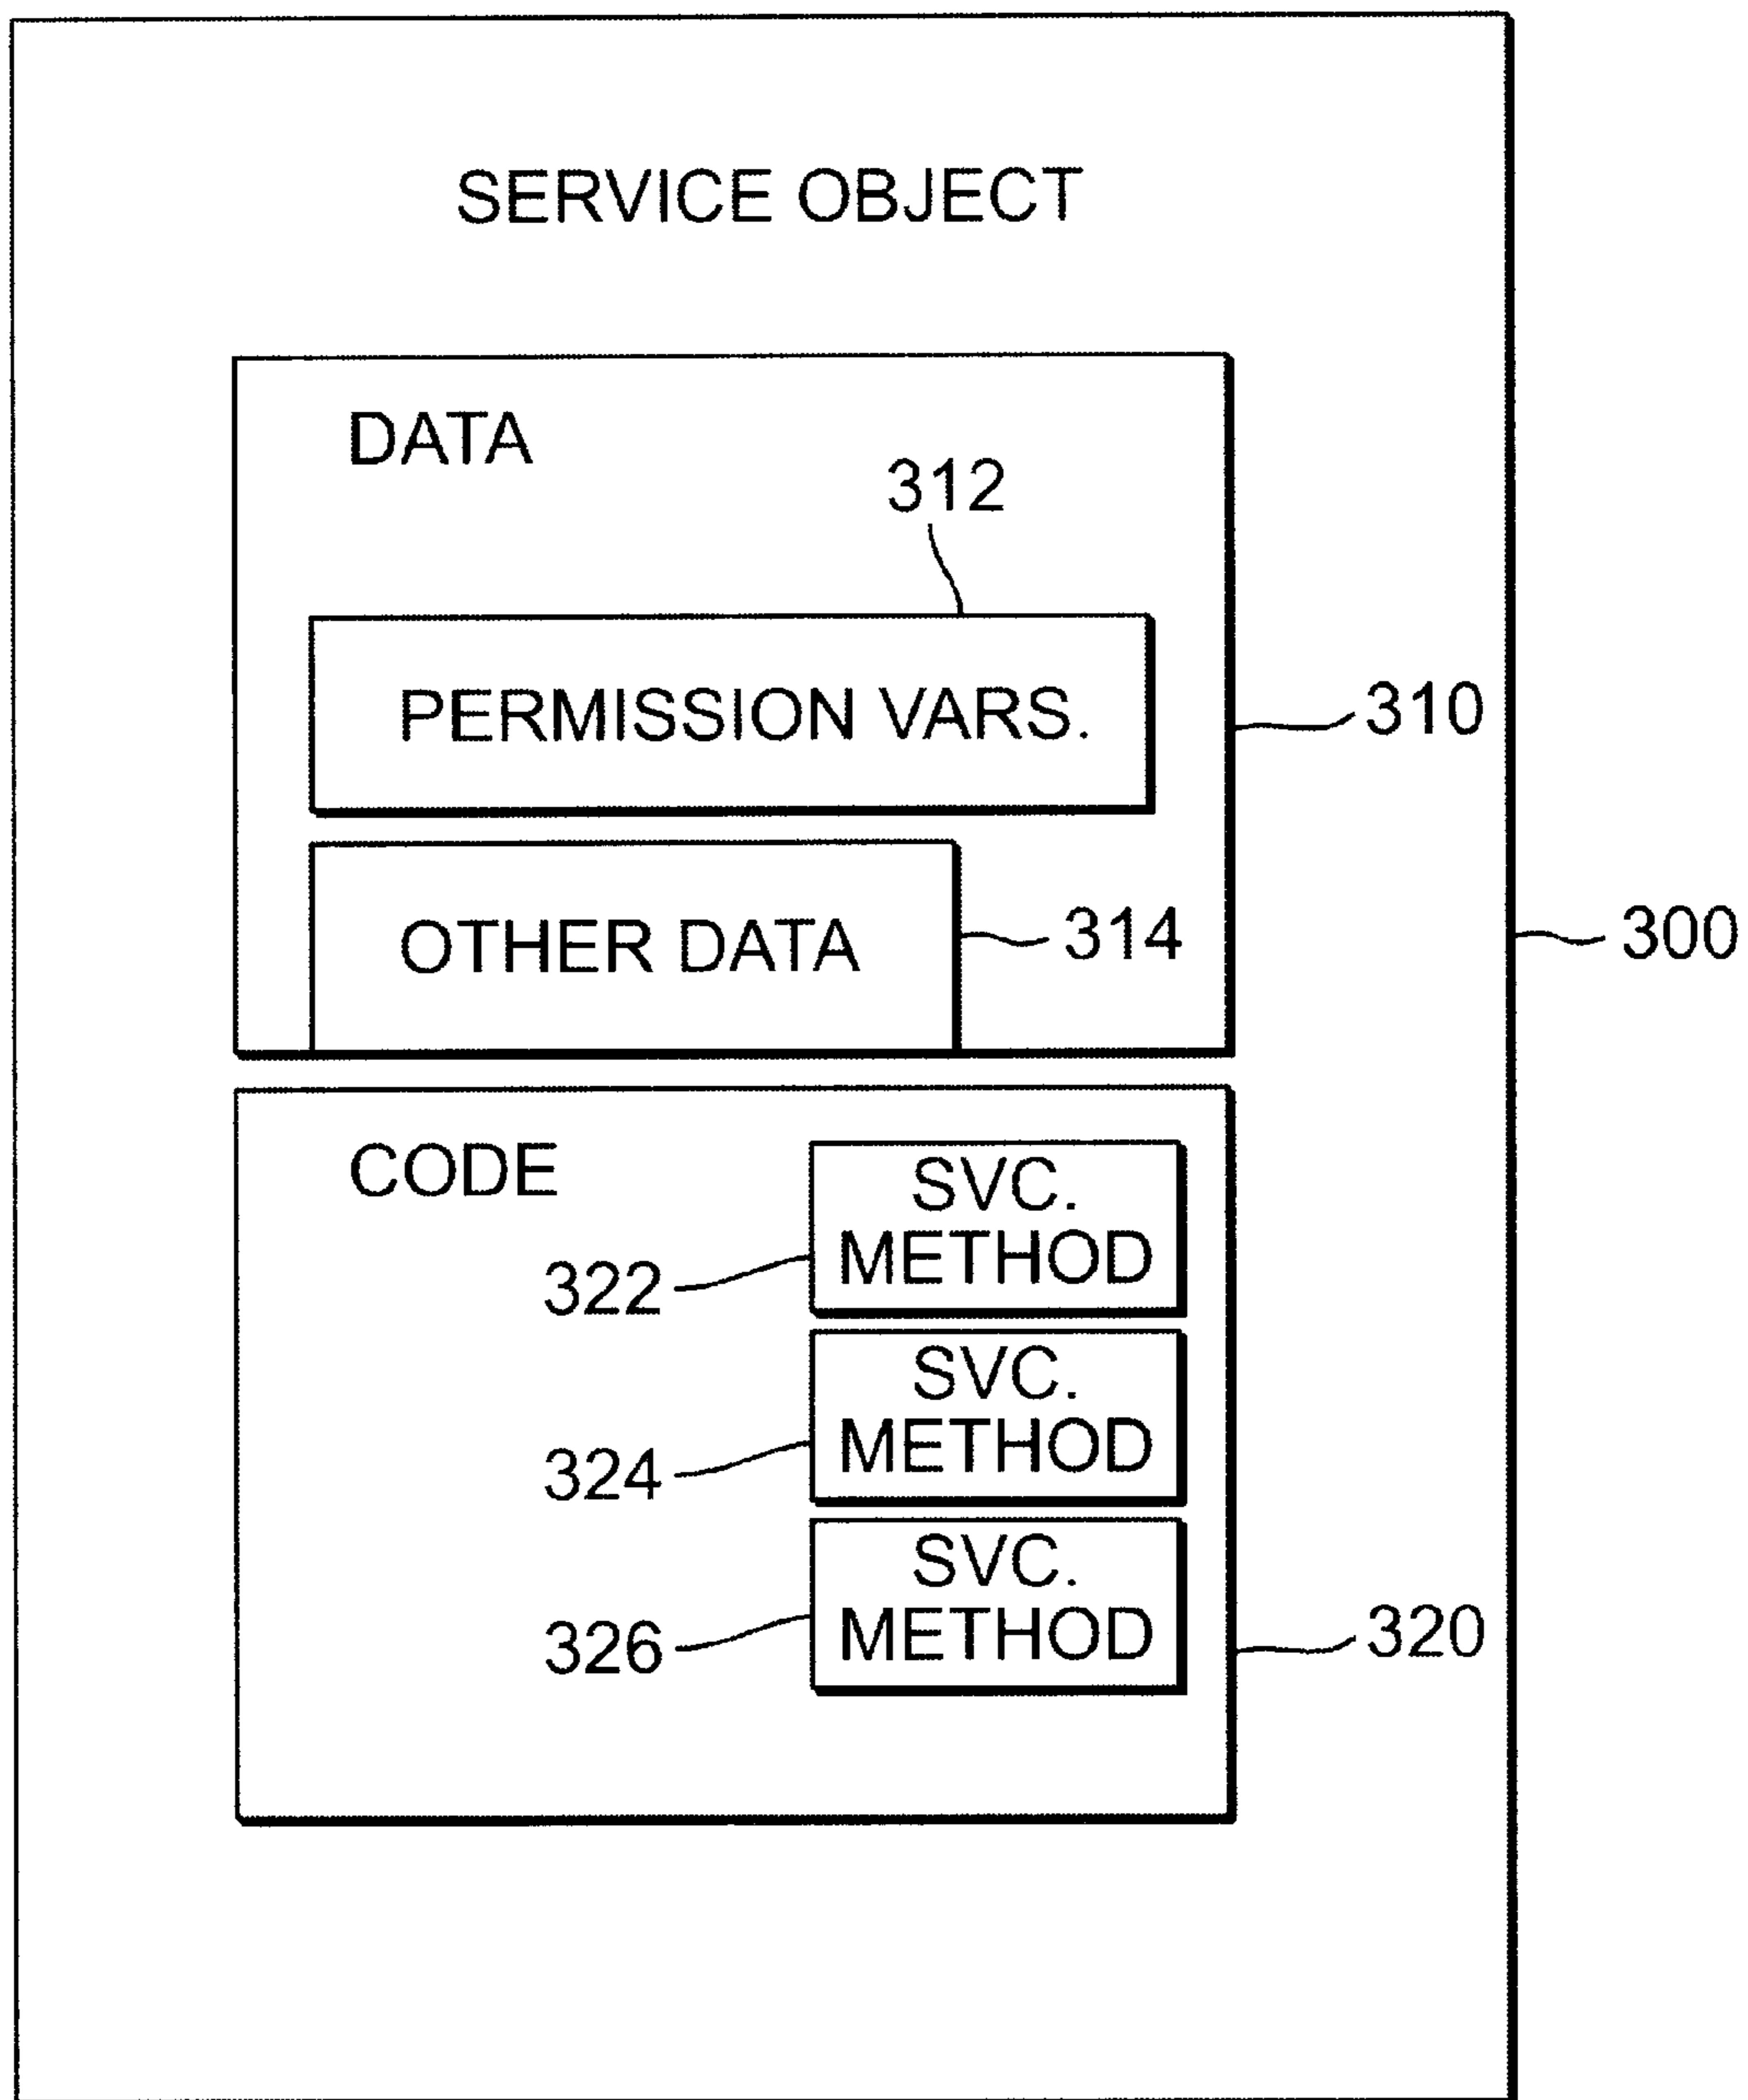 SERVICE OBJECT
DATA
312
PERMISSION VARS.
310
OTHER DATA
314
300
CODE
SVC.
METHOD
322
SVC.
METHOD
324
SVC.
METHOD
326
320